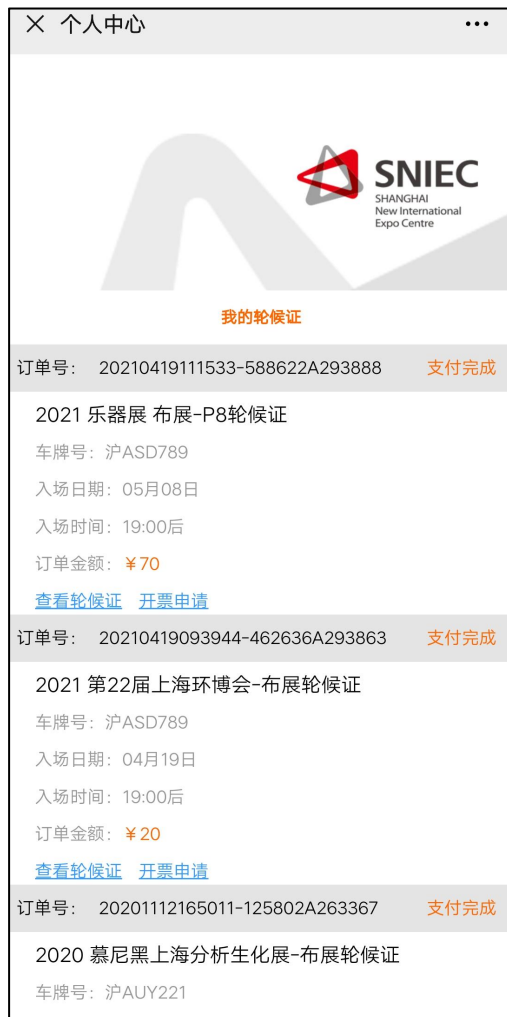 个人中心
SNIEC
SHANGHAI
New International
Expo Centre
我的轮候证
订单号: 20210419111533-588622A293888 支付完成
2021 乐器展 布展-P8轮候证
车牌号: 沪ASD789
入场日期: 05月08日
入场时间: 19:00后
订单金额: ￥70
查看轮候证 开票申请
订单号: 20210419093944-462636A293863 支付完成
2021 第22届上海环博会-布展轮候证
车牌号: 沪ASD789
入场日期: 04月19日
入场时间: 19:00后
订单金额: ￥20
查看轮候证 开票申请
订单号: 20201112165011-125802A263367 支付完成
2020 慕尼黑上海分析生化展-布展轮候证
车牌号: 沪AUY221